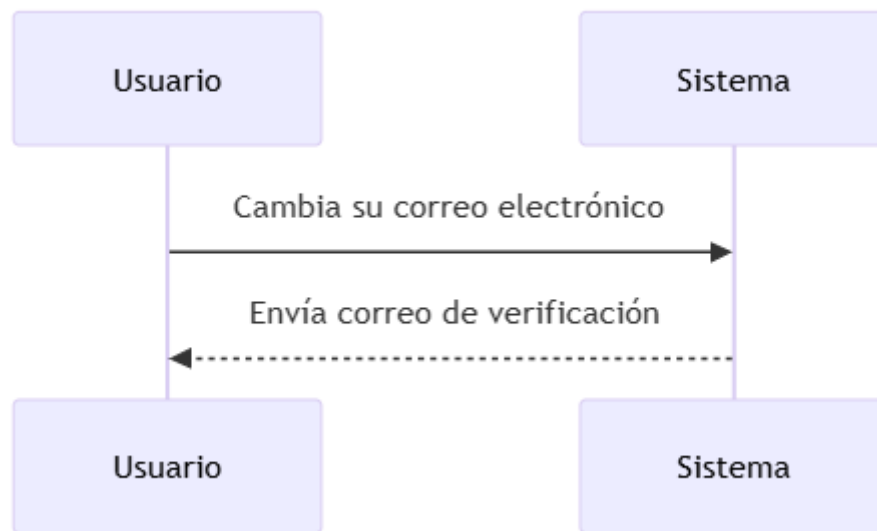 Usuario
Sistema
Cambia su correo electrónico
Envía correo de verificación
Usuario
Sistema